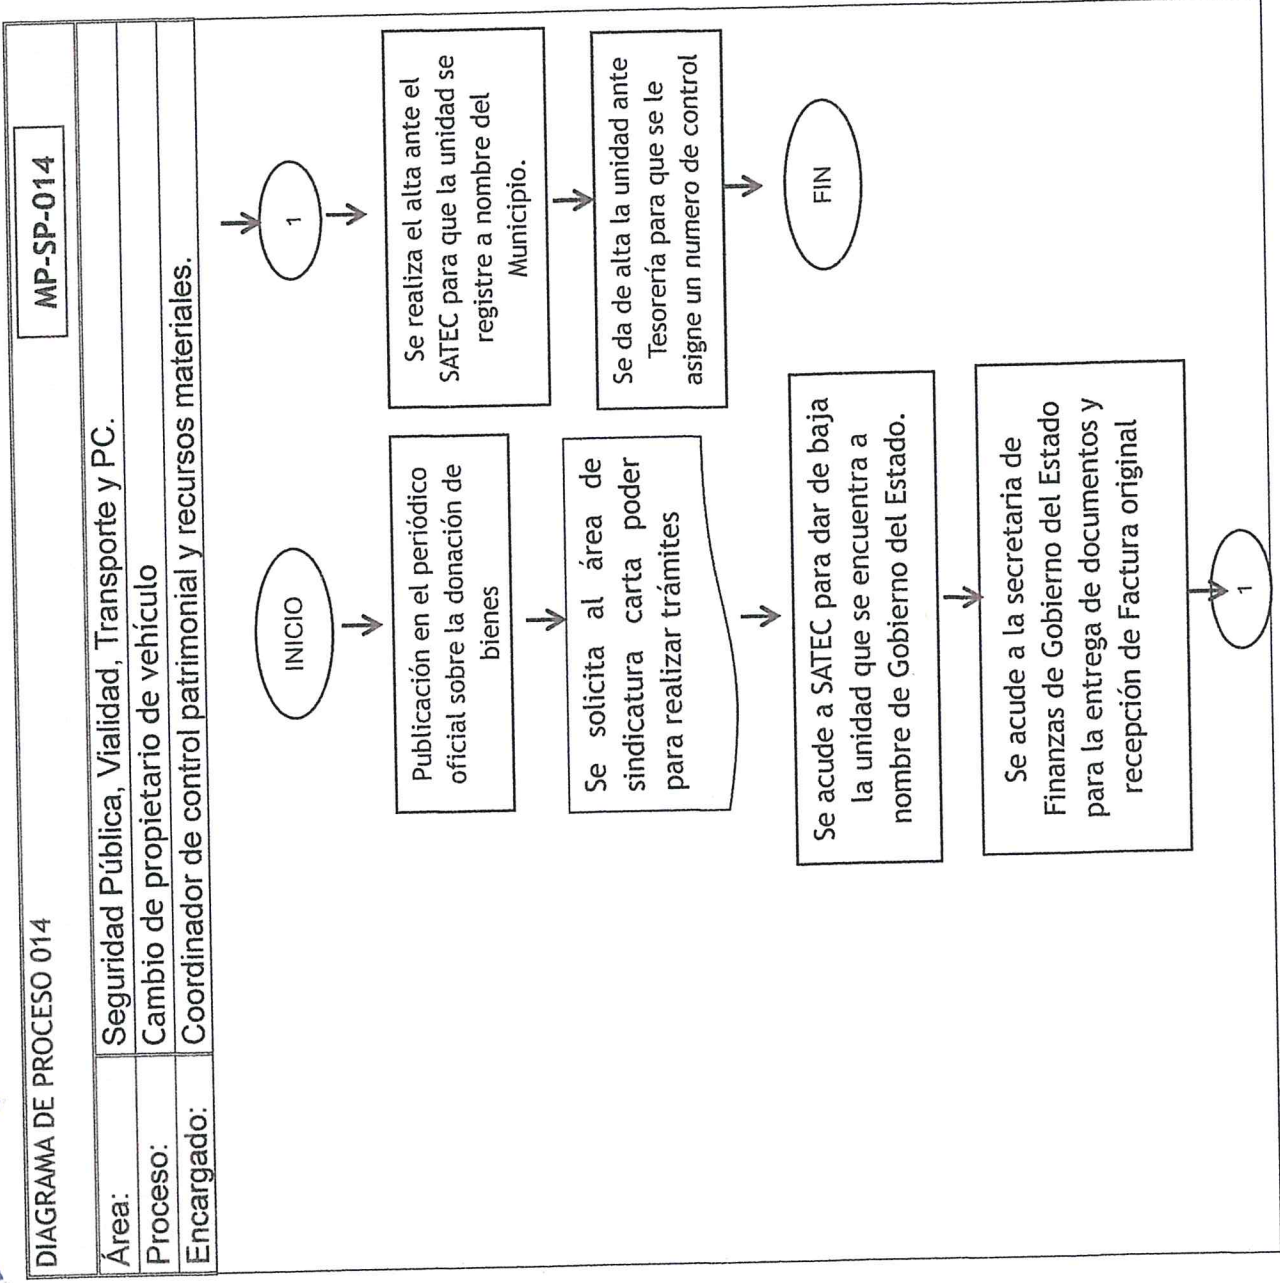 DIAGRAMA DE PROCESO 014
MP-SP-014
Área: Seguridad Pública, Vialidad, Transporte y PC.
Proceso: Cambio de propietario de vehículo
Encargado: Coordinador de control patrimonial y recursos materiales.
INICIO
Publicación en el periódico
oficial sobre la donación de
bienes
Se solicita al área de
sindicatura carta poder
para realizar trámites
Se acude a SATEC para dar de baja
la unidad que se encuentra a
nombre de Gobierno del Estado.
Se acude a la secretaria de
Finanzas de Gobierno del Estado
para la entrega de documentos y
recepción de Factura original
1
1
Se realiza el alta ante el
SATEC para que la unidad se
registre a nombre del
Municipio.
Se da de alta la unidad ante
Tesorería para que se le
asigne un numero de control
FIN